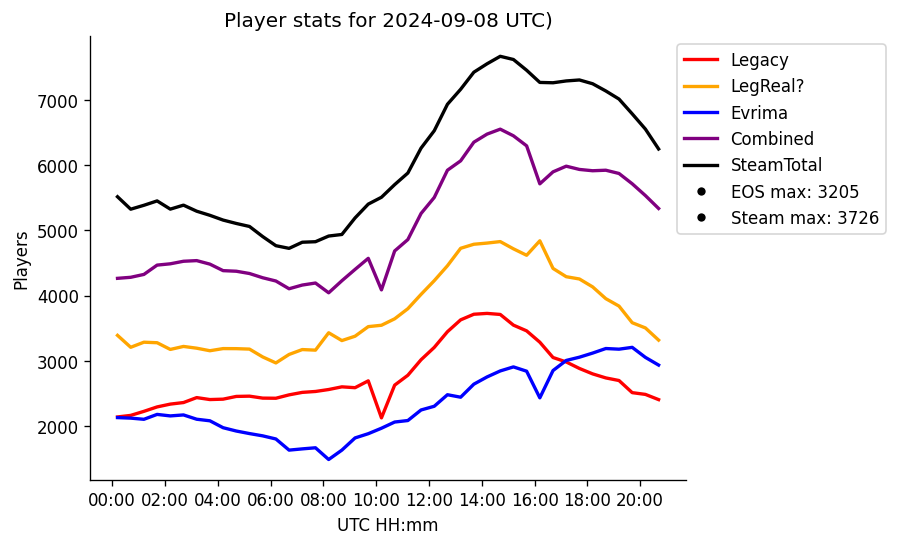 Player stats for 2024-09-08 UTC)
Legacy
LegReal?
Evrima
Combined
SteamTotal
EOS max: 3205
Steam max: 3726
Players
7000
6000
5000
4000
3000
2000
00:00 02:00 04:00 06:00 08:00 10:00 12:00 14:00 16:00 18:00 20:00
UTC HH:mm